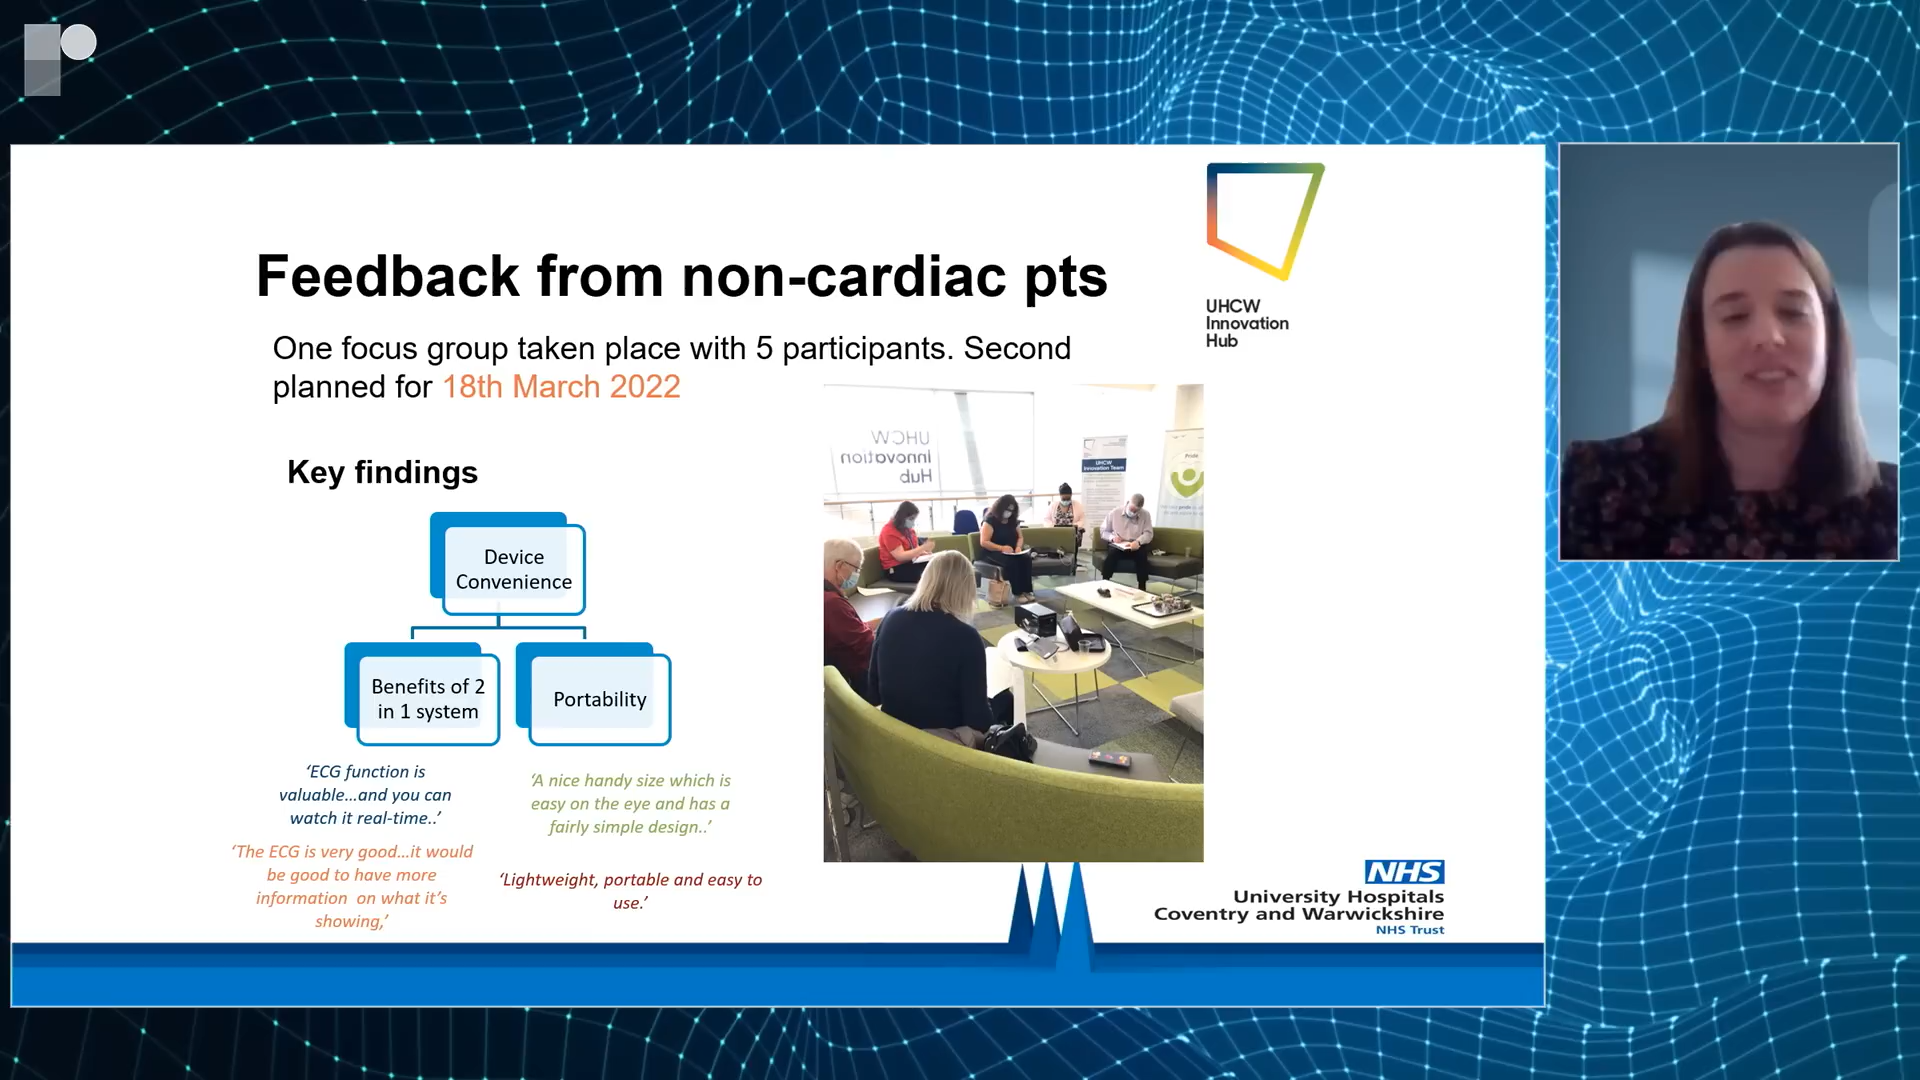 Feedback from non-cardiac pts
UHCW
Innovation
Hub
One focus group taken place with 5 participants. Second
planned for 18th March 2022
Key findings
Device
Convenience
Benefits of 2
in 1 system
Portability
‘ECG function is
valuable...and you can
watch it real-time..’
‘The ECG is very good...it would
be good to have more
information  on what it’s
showing,’
‘A nice handy size which is
easy on the eye and has a
fairly simple design..’
‘Lightweight, portable and easy to
use.’
UHCW
Innovation
Hub
UHCW
Innovation Team
Pride
NHS
University Hospitals
Coventry and Warwickshire
NHS Trust